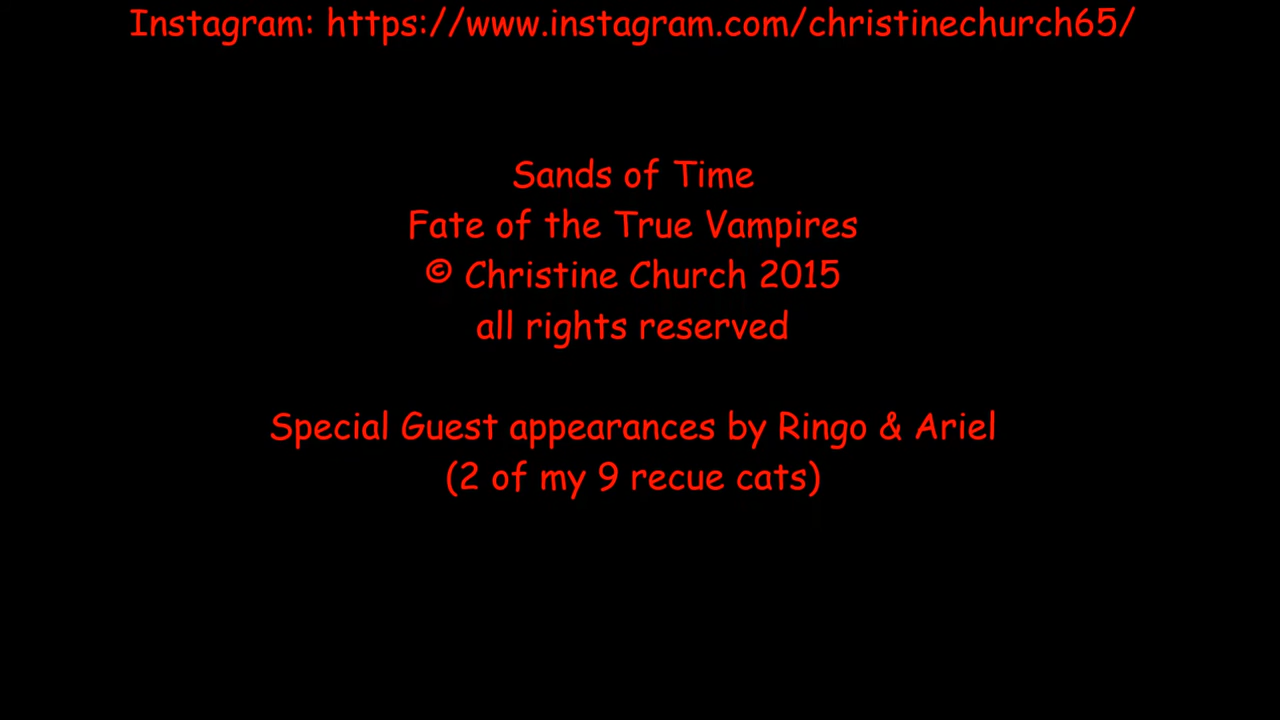 Instagram: https://www.instagram.com/christinechurch65/
Sands of Time
Fate of the True Vampires
© Christine Church 2015
all rights reserved
Special Guest appearances by Ringo & Ariel
(2 of my 9 recue cats)